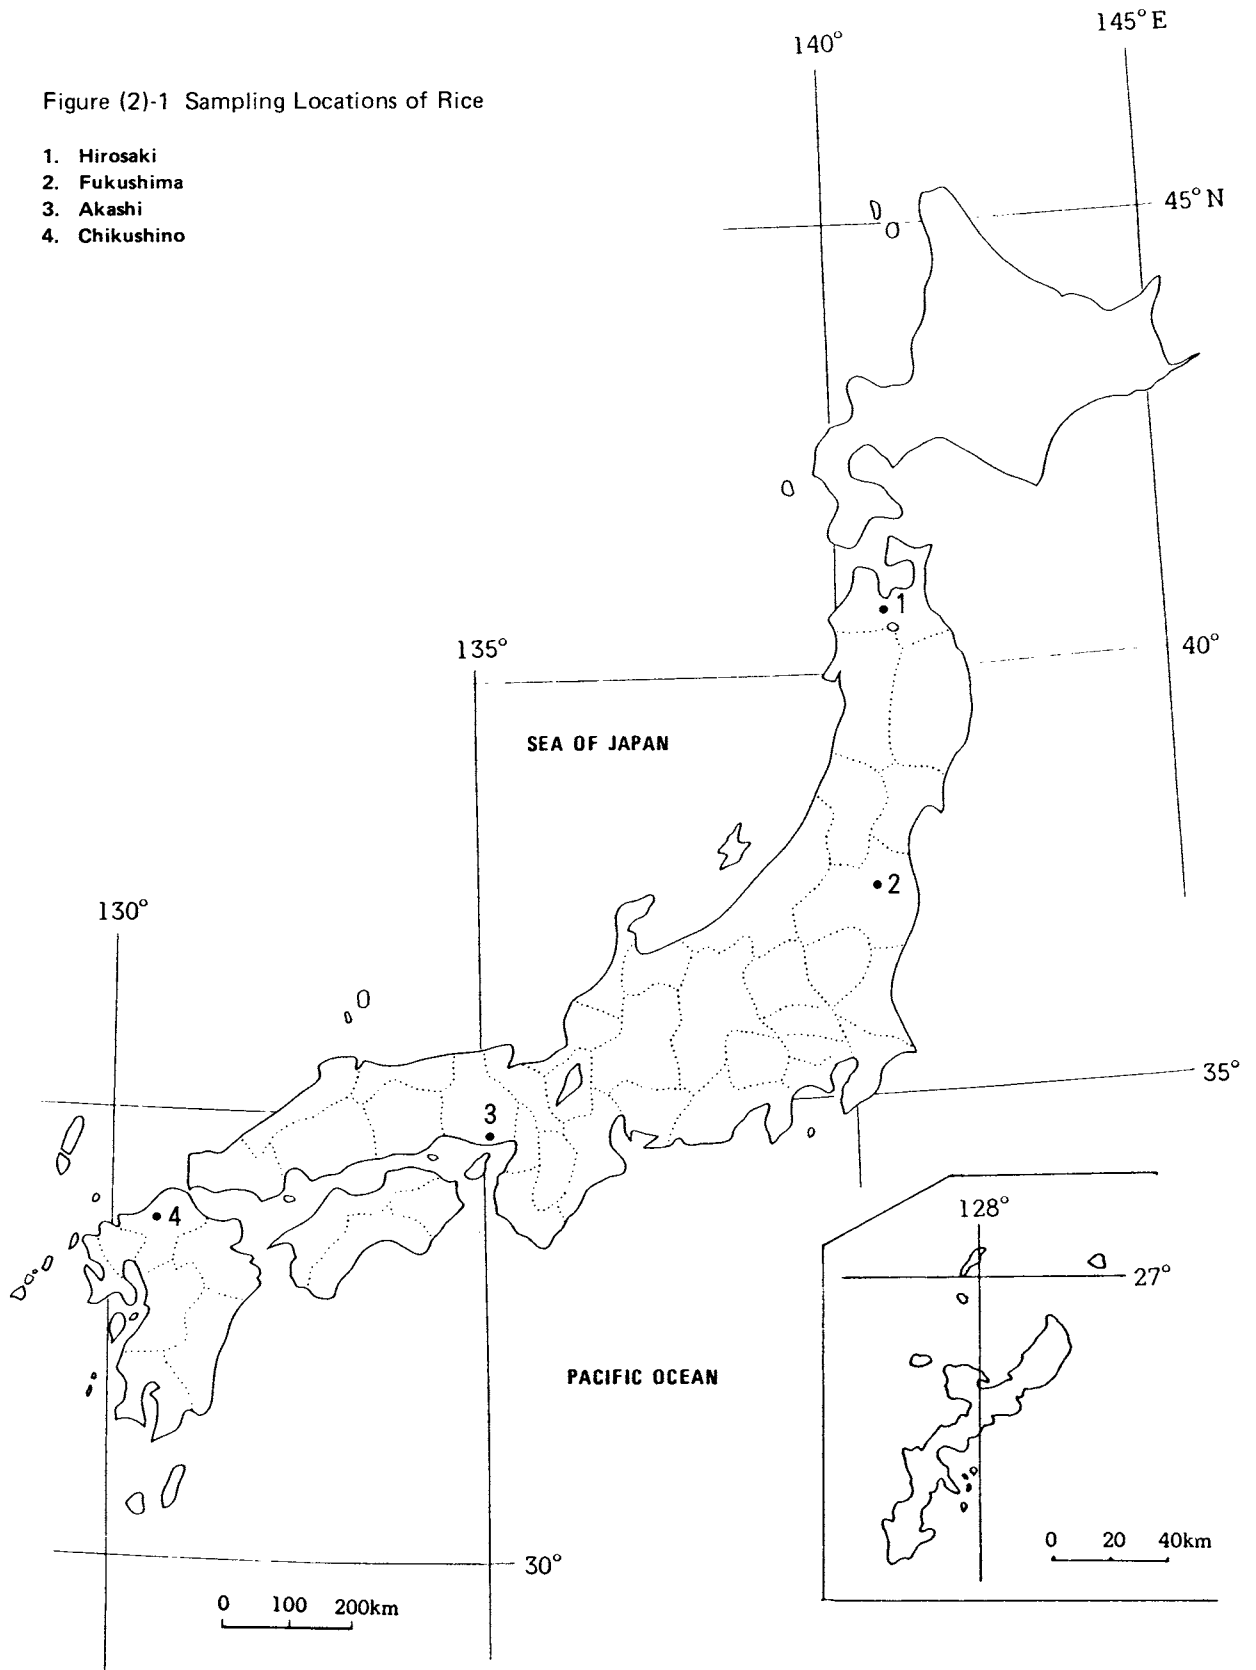 145°E
140°
Figure (2)-1 Sampling Locations of Rice
1. Hirosaki
2. Fukushima
3. Akashi
4. Chikushino
45°N
1
135°
40°
SEA OF JAPAN
2
130°
35°
3
4
128°
27°
PACIFIC OCEAN
0 20 40km
30°
0 100 200km